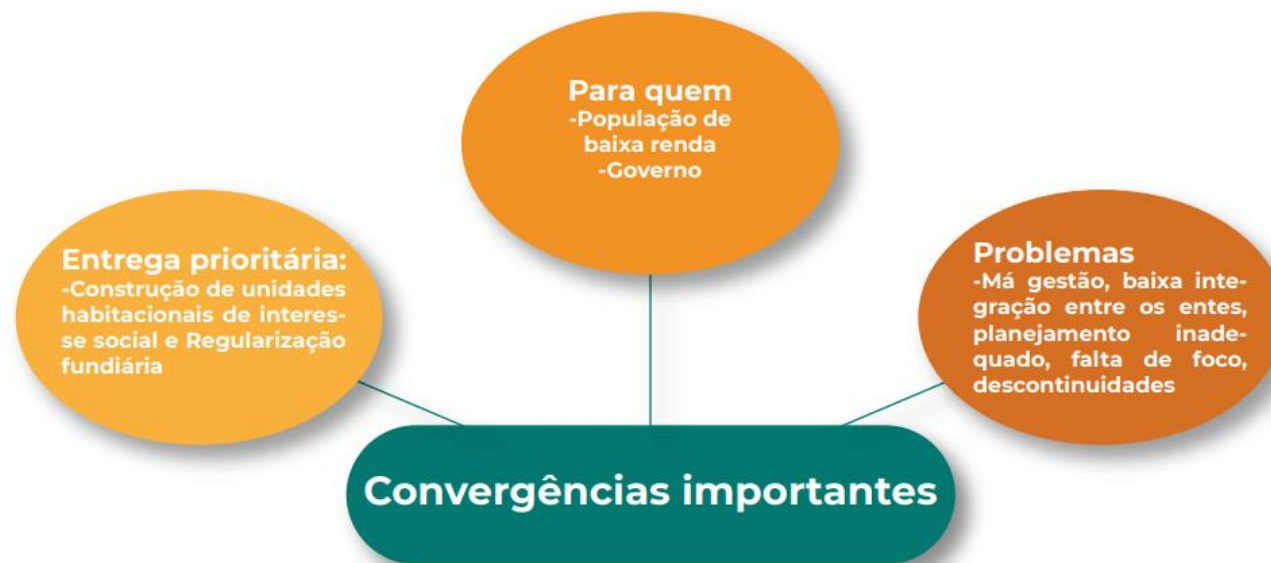 Para quem
-População de
baixa renda
-Governo
Entrega prioritária:
-Construção de unidades
habitacionais de interes-
se social e Regularização
fundiária
Problemas
-Má gestão, baixa inte-
gração entre os entes,
planejamento inade-
quado, falta de foco,
descontinuidades
Convergências importantes